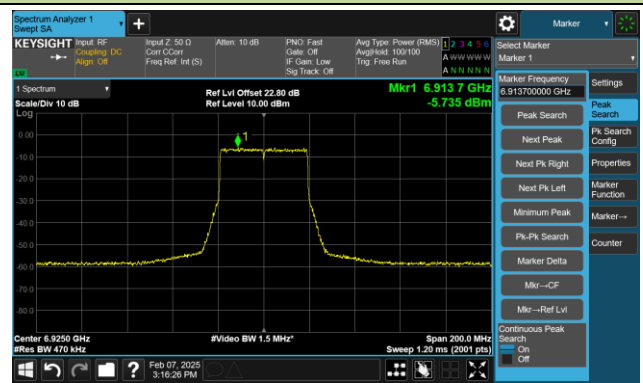 Spectrum Analyzer 1
Swept SA
Marker
KEYSIGHT
Input: RF
Coupling: DC
Align: Off
Input Z: 50 Ω
Corr CCorr
Freq Ref: Int (S)
Atten: 10 dB
PNO: Fast
Gate: Off
IF Gain: Low
Sig Track: Off
Avg Type: Power (RMS)
Avg|Hold: 100/100
Trig: Free Run
1 2 3 4 5 6
A W W W W W
A N N N N N
Select Marker
Marker 1
1 Spectrum
Scale/Div 10 dB
Log
Ref Lvl Offset 22.80 dB
Ref Level 10.00 dBm
Mkr1 6.913 7 GHz
-5.735 dBm
1
0.00
-10.0
-20.0
-30.0
-40.0
-50.0
-60.0
-70.0
-80.0
Center 6.9250 GHz
#Res BW 470 kHz
#Video BW 1.5 MHz*
Span 200.0 MHz
Sweep 1.20 ms (2001 pts)
Marker Frequency
6.913700000 GHz
Peak Search
Next Peak
Next Pk Right
Next Pk Left
Minimum Peak
Pk-Pk Search
Marker Delta
Mkr→CF
Mkr→Ref Lvl
Continuous Peak
Search
On
Off
Settings
Peak
Search
Pk Search
Config
Properties
Marker
Function
Marker→
Counter
Feb 07, 2025
3:16:26 PM